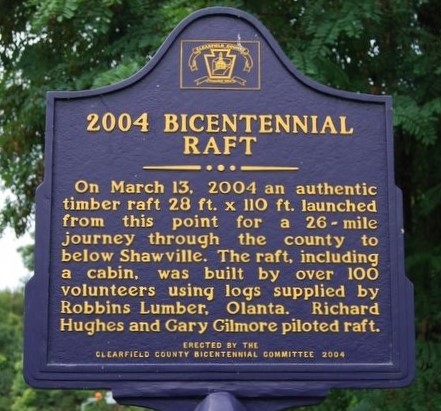 CLEARFIELD COUNTY
2004 BICENTENNIAL
RAFT
On March 13, 2004 an authentic
timber raft 28 ft. x 110 ft. launched
from this point for a 26-mile
journey through the county to
below Shawville. The raft, including
a cabin, was built by over 100
volunteers using logs supplied by
Robbins Lumber, Olanta. Richard
Hughes and Gary Gilmore piloted raft.
ERECTED BY THE
CLEARFIELD COUNTY BICENTENNIAL COMMITTEE 2004